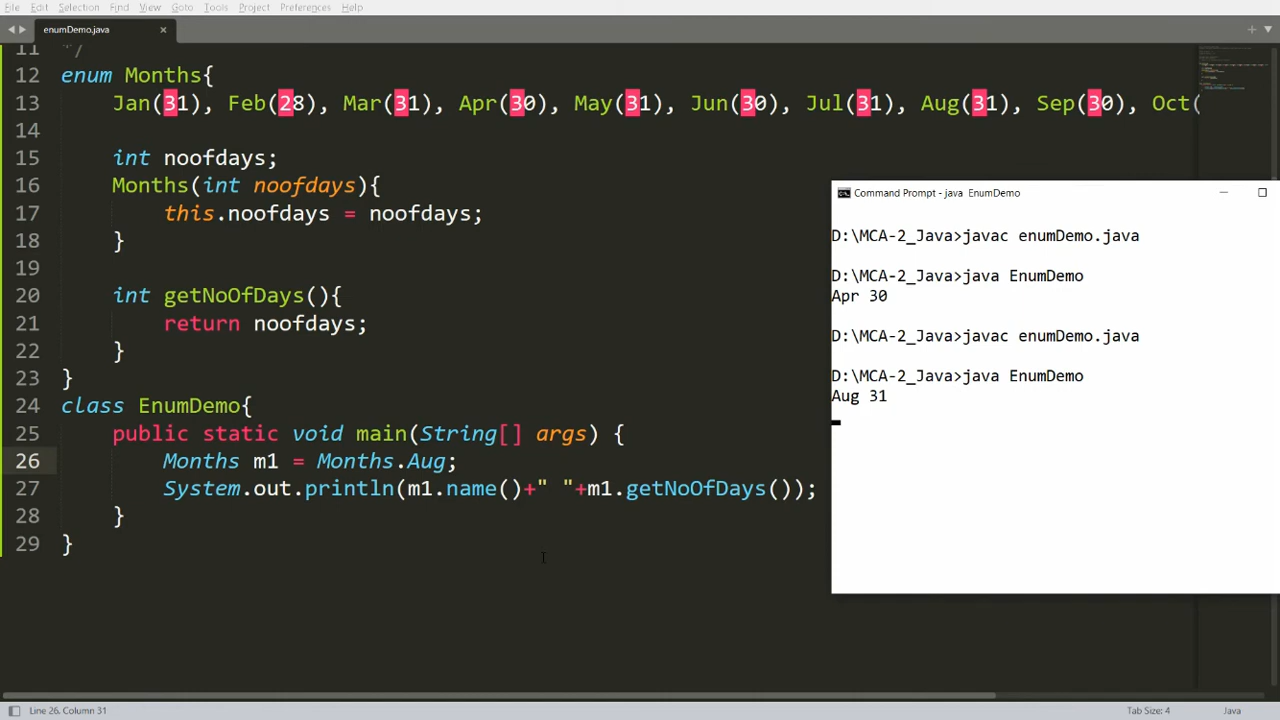 File Edit Selection Find View Goto Tools Project Preferences Help
enumDemo.java ×
11 */
12 enum Months{
13 Jan(31), Feb(28), Mar(31), Apr(30), May(31), Jun(30), Jul(31), Aug(31), Sep(30), Oct(
14
15 int noofdays;
16 Months(int noofdays){
17 this.noofdays = noofdays;
18 }
19
20 int getNoOfDays(){
21 return noofdays;
22 }
23 }
24 class EnumDemo{
25 public static void main(String[] args) {
26 Months m1 = Months.Aug;
27 System.out.println(m1.name()+" "+m1.getNoOfDays());
28 }
29 }
Command Prompt - java EnumDemo
D:\MCA-2_Java>javac enumDemo.java
D:\MCA-2_Java>java EnumDemo
Apr 30
D:\MCA-2_Java>javac enumDemo.java
D:\MCA-2_Java>java EnumDemo
Aug 31
Line 26, Column 31
Tab Size: 4
Java